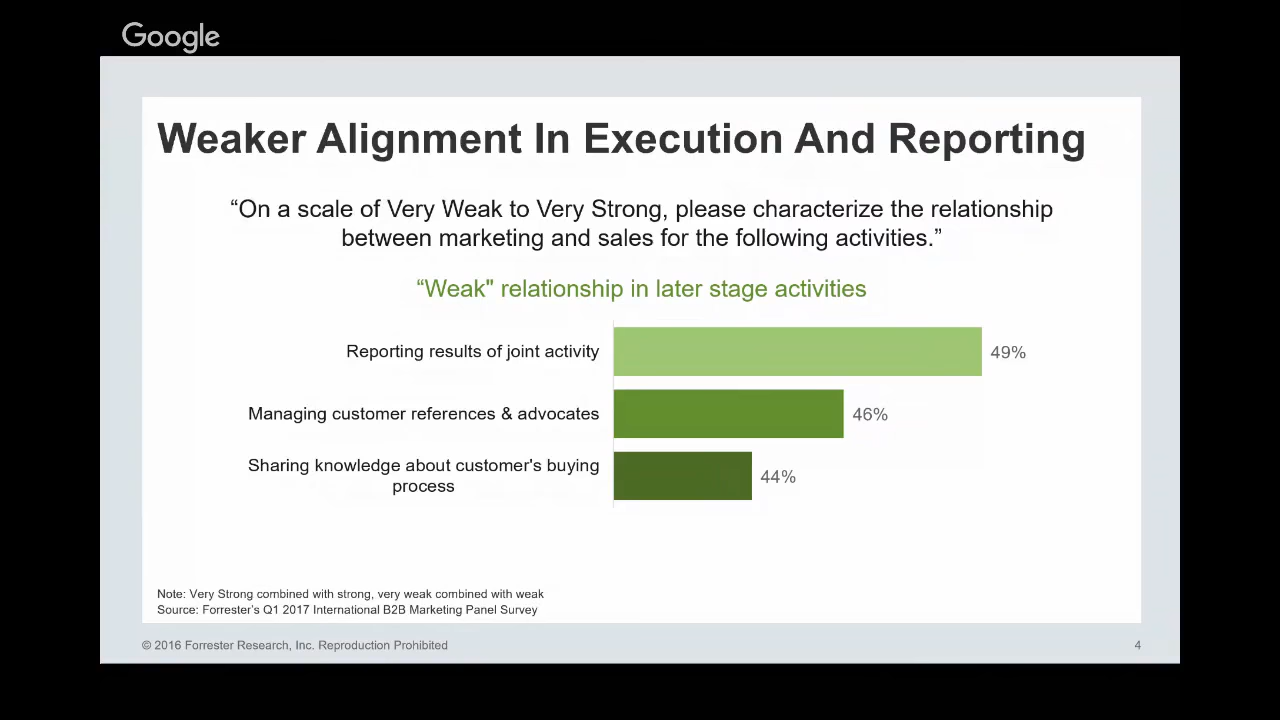 Google
Weaker Alignment In Execution And Reporting
“On a scale of Very Weak to Very Strong, please characterize the relationship
between marketing and sales for the following activities.”
“Weak" relationship in later stage activities
Reporting results of joint activity 49%
Managing customer references & advocates 46%
Sharing knowledge about customer's buying
process 44%
Note: Very Strong combined with strong, very weak combined with weak
Source: Forrester’s Q1 2017 International B2B Marketing Panel Survey
© 2016 Forrester Research, Inc. Reproduction Prohibited 4